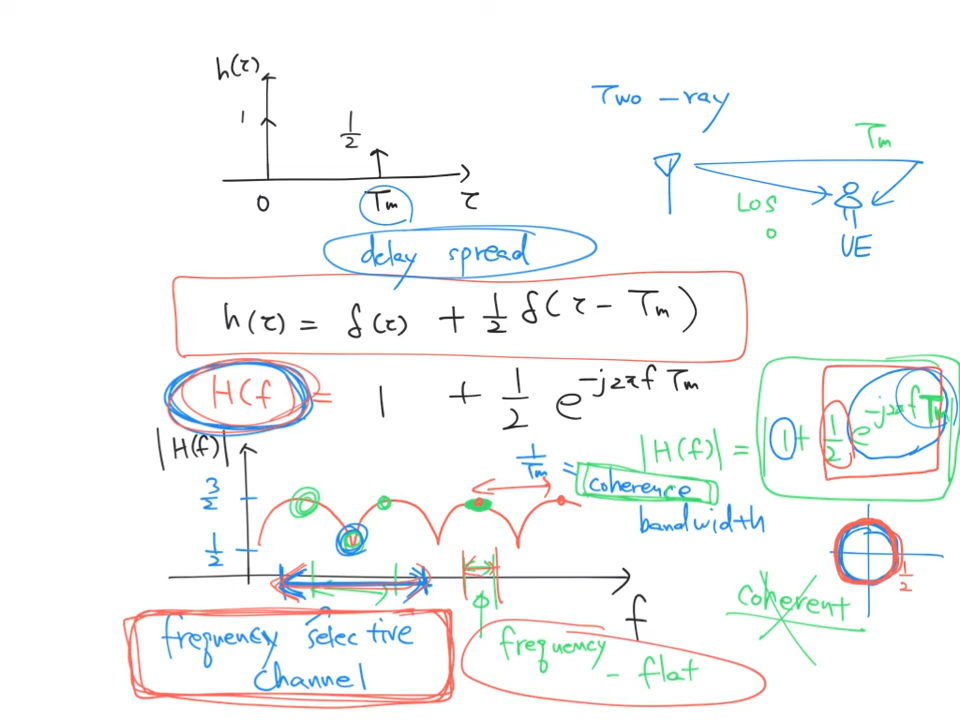 h(τ)
1
1/2
0
Tm
τ
Two-ray
Tm
LoS
0
UE
delay spread
h(τ) = δ(τ) + 1/2 δ(τ - Tm)
H(f = 1 + 1/2 e^{-j2πf Tm}
|H(f)|
3/2
1/2
1/Tm = coherence
bandwidth
|H(f)| = |1 + 1/2 e^{-j2πf Tm}|
1/2
f
coherent
frequency selective
channel
frequency
- flat